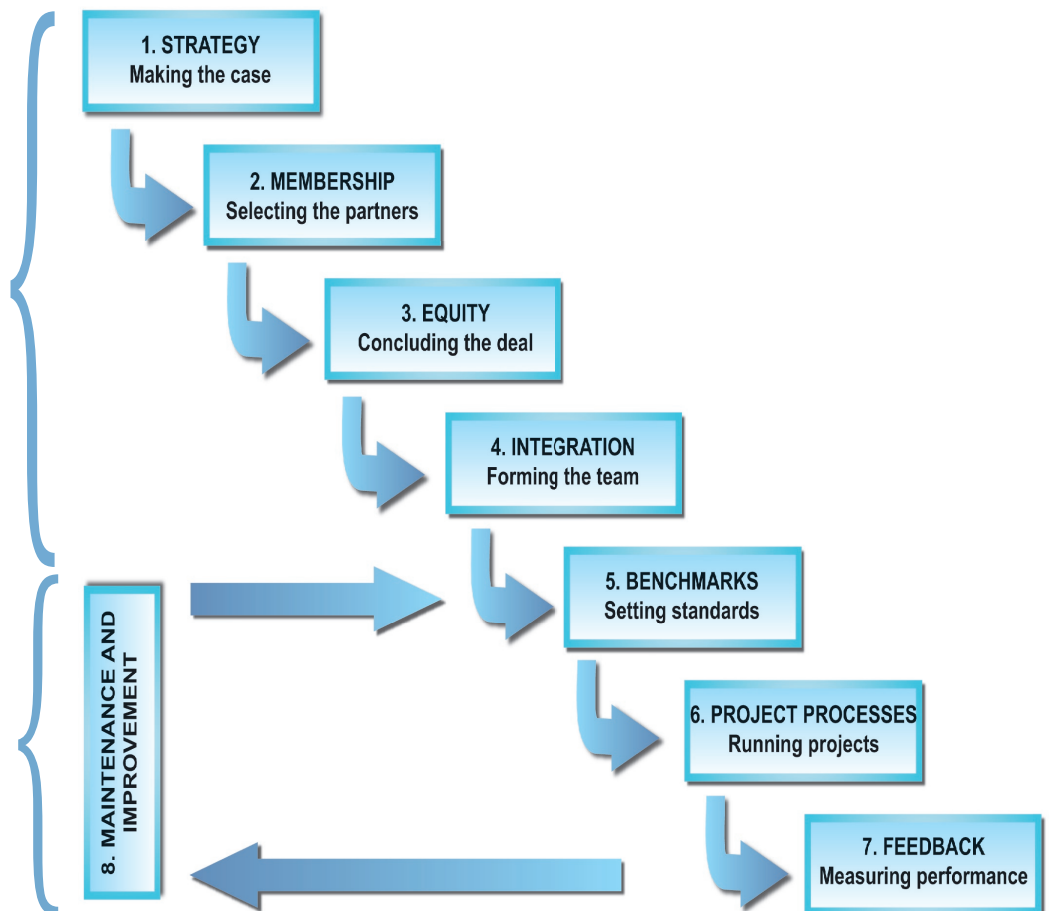 1. STRATEGY
Making the case
2. MEMBERSHIP
Selecting the partners
3. EQUITY
Concluding the deal
4. INTEGRATION
Forming the team
5. BENCHMARKS
Setting standards
6. PROJECT PROCESSES
Running projects
7. FEEDBACK
Measuring performance
8. MAINTENANCE AND
IMPROVEMENT